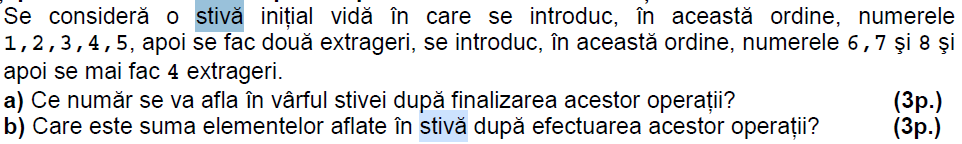 Se consideră o stivă inițial vidă în care se introduc, în această ordine, numerele
1,2,3,4,5, apoi se fac două extrageri, se introduc, în această ordine, numerele 6,7 şi 8 şi
apoi se mai fac 4 extrageri.
a) Ce număr se va afla în vârful stivei după finalizarea acestor operații? (3p.)
b) Care este suma elementelor aflate în stivă după efectuarea acestor operații? (3p.)